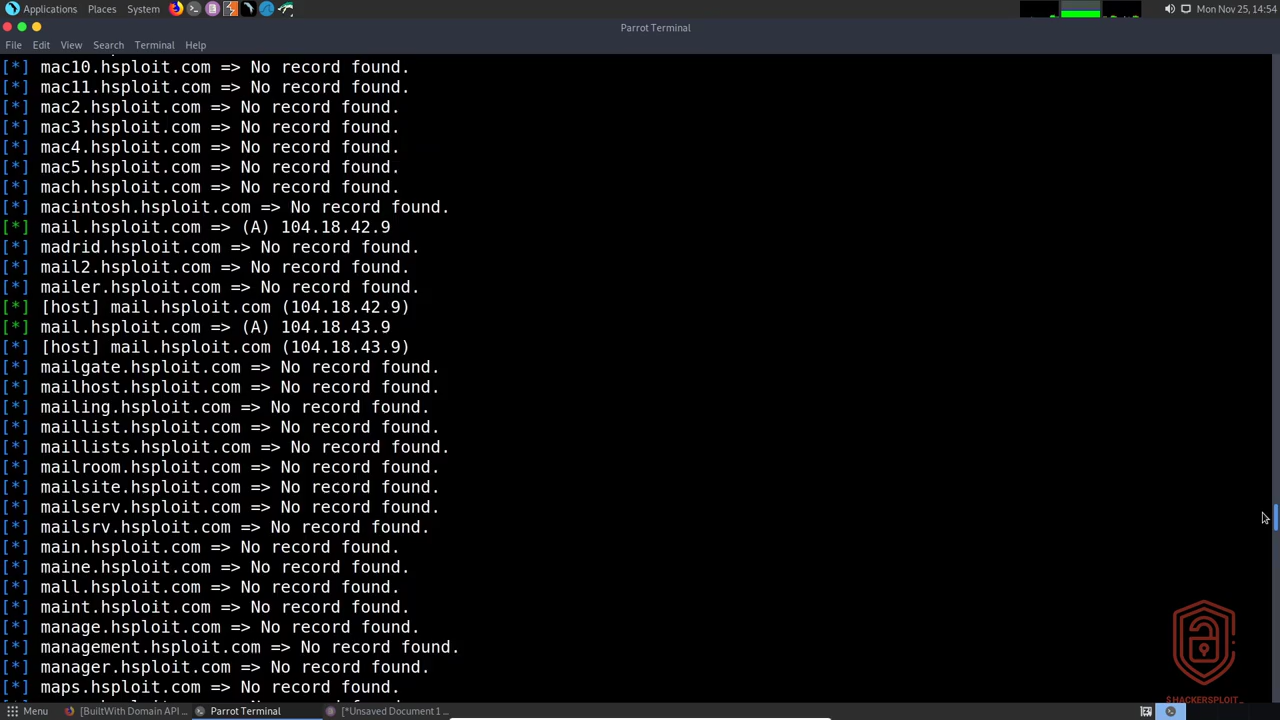 Applications Places System Mon Nov 25, 14:54
Parrot Terminal
File Edit View Search Terminal Help
[*] mac10.hsploit.com => No record found.
[*] mac11.hsploit.com => No record found.
[*] mac2.hsploit.com => No record found.
[*] mac3.hsploit.com => No record found.
[*] mac4.hsploit.com => No record found.
[*] mac5.hsploit.com => No record found.
[*] mach.hsploit.com => No record found.
[*] macintosh.hsploit.com => No record found.
[*] mail.hsploit.com => (A) 104.18.42.9
[*] madrid.hsploit.com => No record found.
[*] mail2.hsploit.com => No record found.
[*] mailer.hsploit.com => No record found.
[*] [host] mail.hsploit.com (104.18.42.9)
[*] mail.hsploit.com => (A) 104.18.43.9
[*] [host] mail.hsploit.com (104.18.43.9)
[*] mailgate.hsploit.com => No record found.
[*] mailhost.hsploit.com => No record found.
[*] mailing.hsploit.com => No record found.
[*] maillist.hsploit.com => No record found.
[*] maillists.hsploit.com => No record found.
[*] mailroom.hsploit.com => No record found.
[*] mailsite.hsploit.com => No record found.
[*] mailserv.hsploit.com => No record found.
[*] mailsrv.hsploit.com => No record found.
[*] main.hsploit.com => No record found.
[*] maine.hsploit.com => No record found.
[*] mall.hsploit.com => No record found.
[*] maint.hsploit.com => No record found.
[*] manage.hsploit.com => No record found.
[*] management.hsploit.com => No record found.
[*] manager.hsploit.com => No record found.
[*] maps.hsploit.com => No record found.
$HACKERSPLOIT_
Menu [BuiltWith Domain API ... Parrot Terminal [*Unsaved Document 1 ...